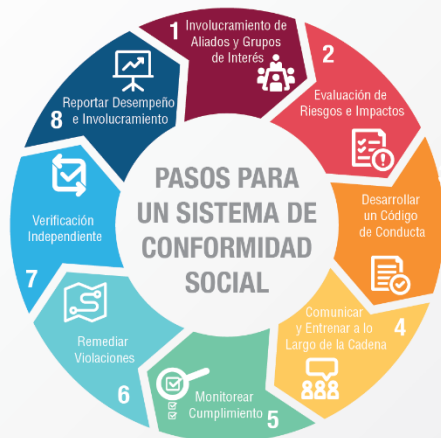 PASOS PARA
UN SISTEMA DE
CONFORMIDAD
SOCIAL
1
Involucramiento de
Aliados y Grupos
de Interés
2
Evaluación de
Riesgos e Impactos
Desarrollar
un Código
de Conducta
4
Comunicar
y Entrenar a lo
Largo de la Cadena
Monitorear
Cumplimiento
5
Remediar
Violaciones
6
Verificación
Independiente
7
Reportar Desempeño
e Involucramiento
8